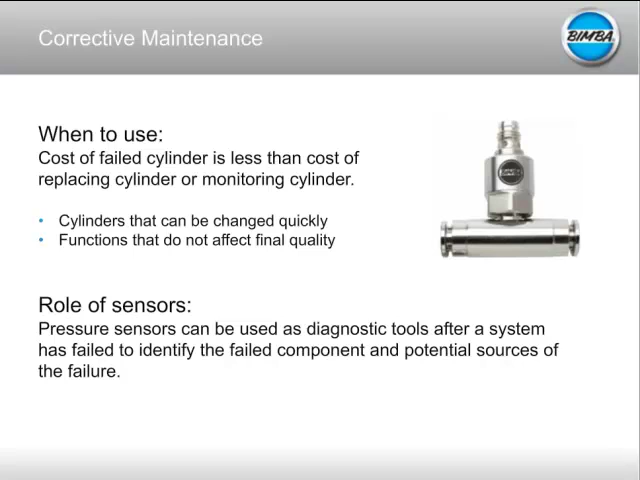 Corrective Maintenance
BIMBA
When to use:
Cost of failed cylinder is less than cost of
replacing cylinder or monitoring cylinder.
• Cylinders that can be changed quickly
• Functions that do not affect final quality
BIMBA
Role of sensors:
Pressure sensors can be used as diagnostic tools after a system
has failed to identify the failed component and potential sources of
the failure.